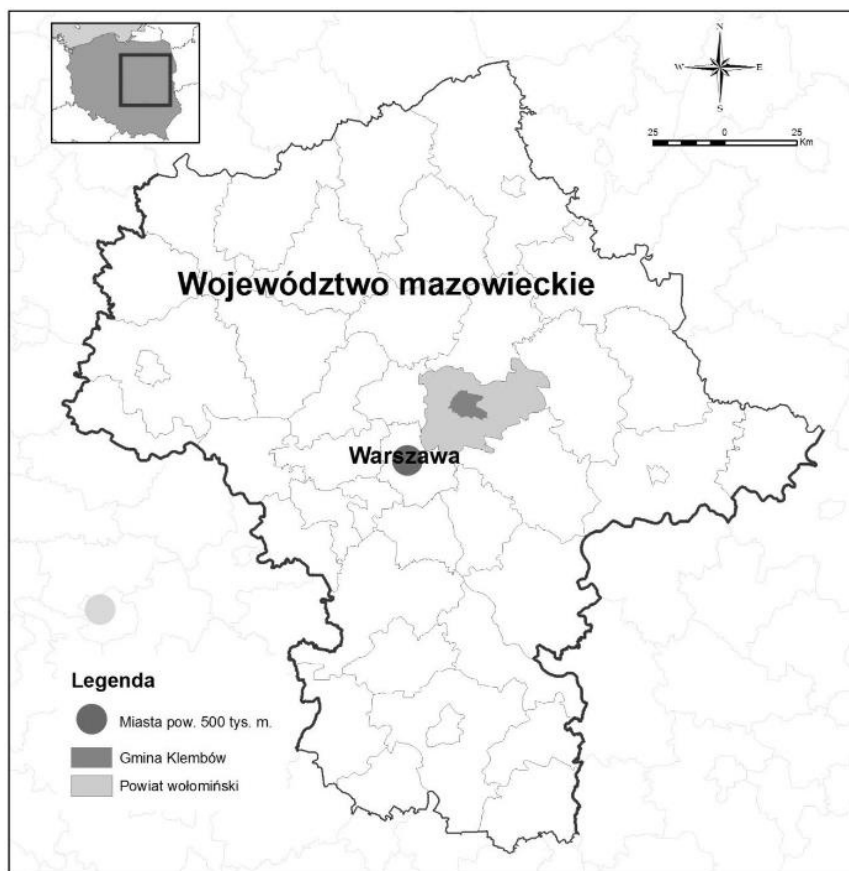 N
W E
S
25 0 25
Km
Województwo mazowieckie
Warszawa
Legenda
Miasta pow. 500 tys. m.
Gmina Klembów
Powiat wołomiński